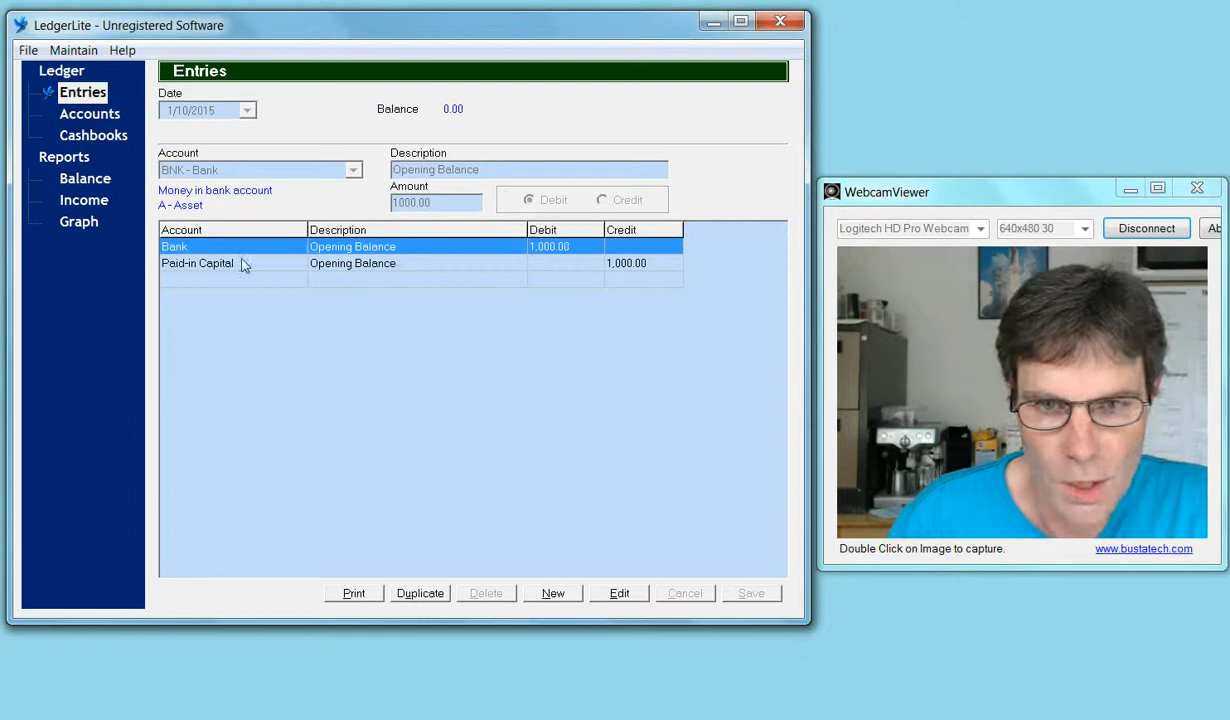 LedgerLite - Unregistered Software
File Maintain Help
Ledger
Entries
Accounts
Cashbooks
Reports
Balance
Income
Graph
Entries
Date
1/10/2015
Balance 0.00
Account
BNK - Bank
Money in bank account
A - Asset
Description
Opening Balance
Amount
1000.00
Debit Credit
Account Description Debit Credit
Bank Opening Balance 1,000.00
Paid-in Capital Opening Balance 1,000.00
Print Duplicate Delete New Edit Cancel Save
WebcamViewer
Logitech HD Pro Webcam 640x480 30 Disconnect Ab
Double Click on Image to capture. www.bustatech.com